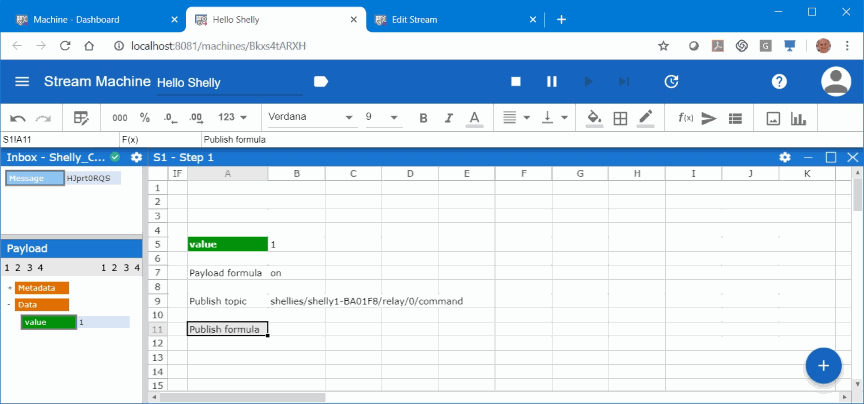 Machine - Dashboard
Hello Shelly
Edit Stream
localhost:8081/machines/Bkxs4tARXH
Stream Machine Hello Shelly
000 % .0 .00 123 Verdana 9 B I A f(x)
S1!A11 F(x) Publish formula
Inbox - Shelly_C... S1 - Step 1
Message HJprt0RQS
IF A B C D E F G H I J K
1
2
3
4
5 value 1
6
7 Payload formula on
8
9 Publish topic shellies/shelly1-BA01F8/relay/0/command
10
11 Publish formula
12
13
14
15
Payload
1 2 3 4 1 2 3 4
+ Metadata
- Data
value 1